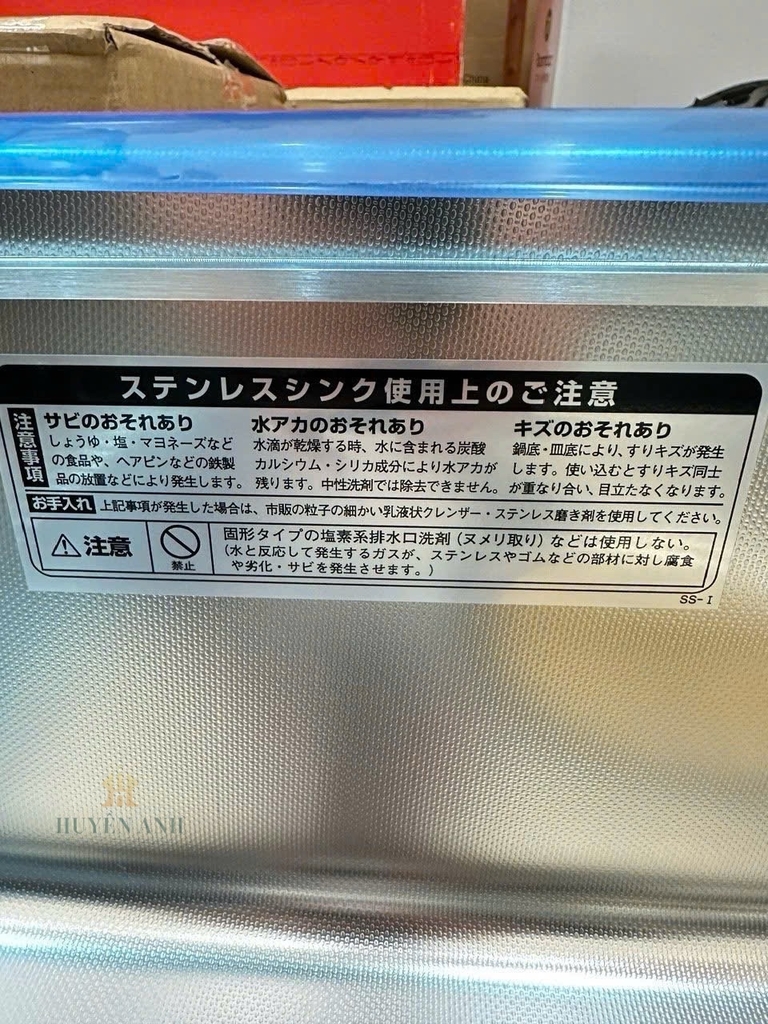 China
ステンレスシンク使用上のご注意
注意事項
サビのおそれあり
しょうゆ・塩・マヨネーズなど
の食品や、ヘアピンなどの鉄製
品の放置などにより発生します。
水アカのおそれあり
水滴が乾燥する時、水に含まれる炭酸
カルシウム・シリカ成分により水アカが
残ります。中性洗剤では除去できません。
キズのおそれあり
鍋底・皿底により、すりキズが発生
します。使い込むとすりキズ同士
が重なり合い、目立たなくなります。
お手入れ 上記事項が発生した場合は、市販の粒子の細かい乳液状クレンザー・ステンレス磨き剤を使用してください。
注意
禁止
固形タイプの塩素系排水口洗剤(ヌメリ取り)などは使用しない。
(水と反応して発生するガスが、ステンレスやゴムなどの部材に対し腐食
や劣化・サビを発生させます。)
SS-I
HUYỀN ANH